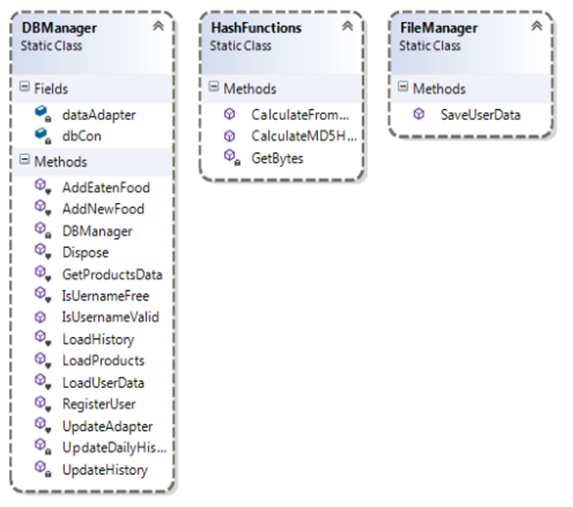 DBManager
Static Class
Fields
dataAdapter
dbCon
Methods
AddEatenFood
AddNewFood
DBManager
Dispose
GetProductsData
IsUernameFree
IsUsernameValid
LoadHistory
LoadProducts
LoadUserData
RegisterUser
UpdateAdapter
UpdateDailyHis...
UpdateHistory
HashFunctions
Static Class
Methods
CalculateFrom...
CalculateMD5H...
GetBytes
FileManager
Static Class
Methods
SaveUserData